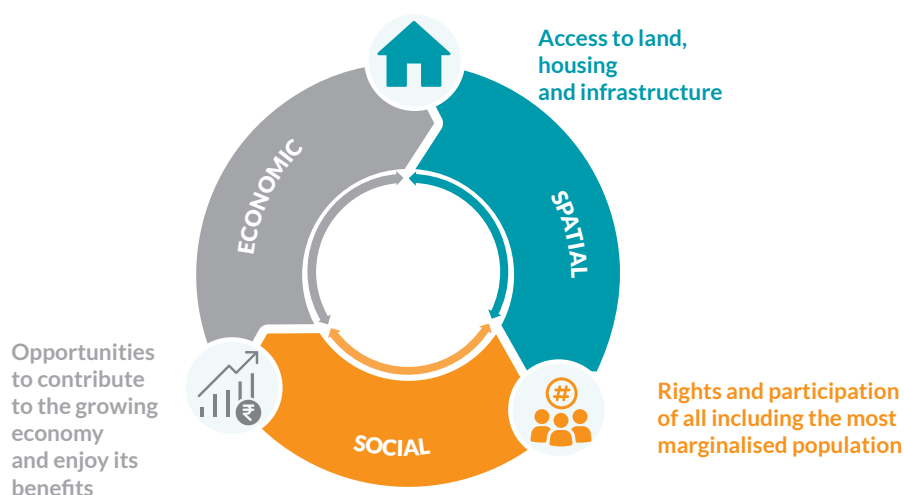 Access to land,
housing
and infrastructure
ECONOMIC
SPATIAL
Opportunities
to contribute
to the growing
economy
and enjoy its
benefits
₹
#
Rights and participation
of all including the most
marginalised population
SOCIAL